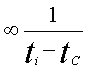 ∞ 1 / (t_i − t_C)